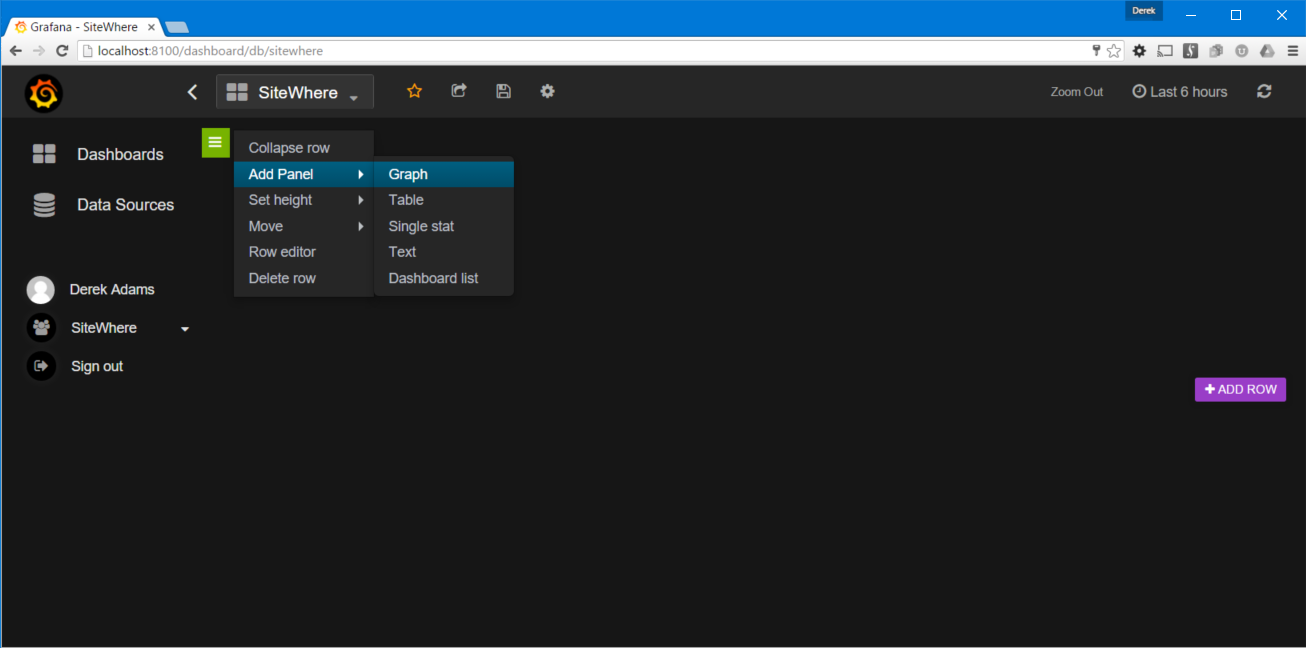 Derek
Grafana - SiteWhere
localhost:8100/dashboard/db/sitewhere
SiteWhere
Zoom Out
Last 6 hours
Dashboards
Data Sources
Derek Adams
SiteWhere
Sign out
Collapse row
Add Panel
Set height
Move
Row editor
Delete row
Graph
Table
Single stat
Text
Dashboard list
ADD ROW